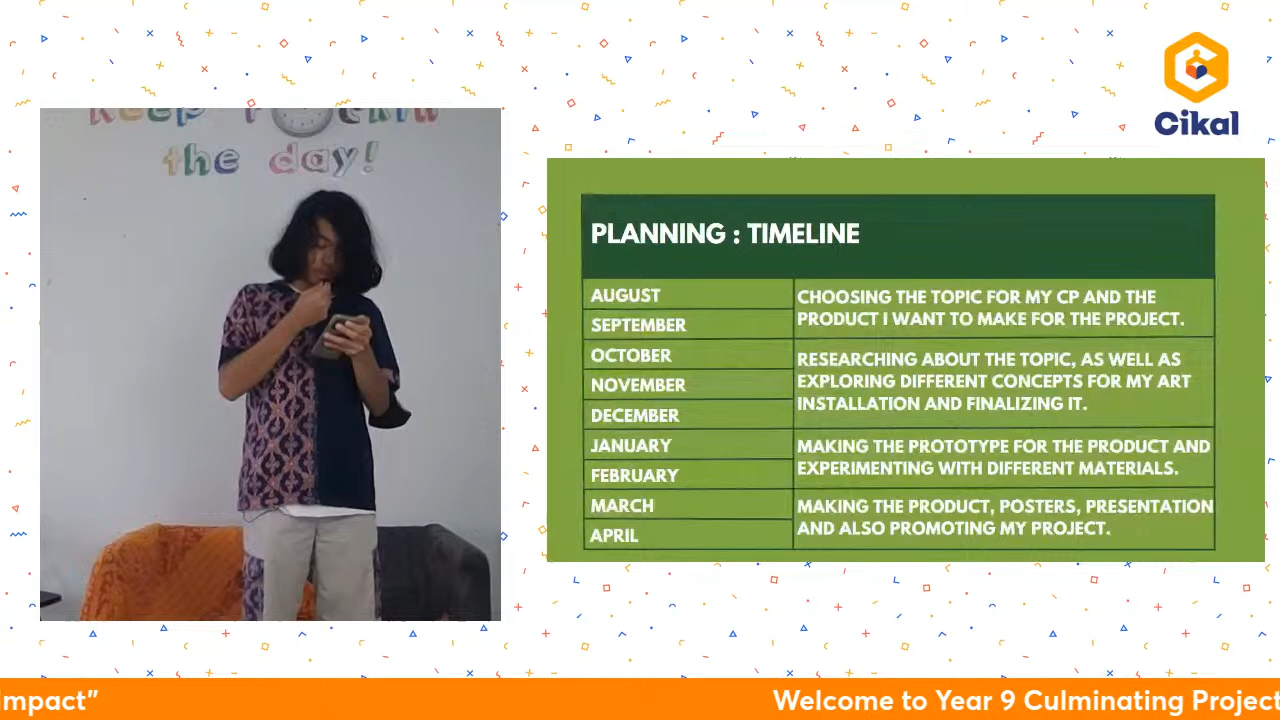 Cikal
Keep r ckin
the day!
PLANNING : TIMELINE
AUGUST
SEPTEMBER
CHOOSING THE TOPIC FOR MY CP AND THE
PRODUCT I WANT TO MAKE FOR THE PROJECT.
OCTOBER
NOVEMBER
DECEMBER
RESEARCHING ABOUT THE TOPIC, AS WELL AS
EXPLORING DIFFERENT CONCEPTS FOR MY ART
INSTALLATION AND FINALIZING IT.
JANUARY
FEBRUARY
MAKING THE PROTOTYPE FOR THE PRODUCT AND
EXPERIMENTING WITH DIFFERENT MATERIALS.
MARCH
APRIL
MAKING THE PRODUCT, POSTERS, PRESENTATION
AND ALSO PROMOTING MY PROJECT.
Impact” Welcome to Year 9 Culminating Project